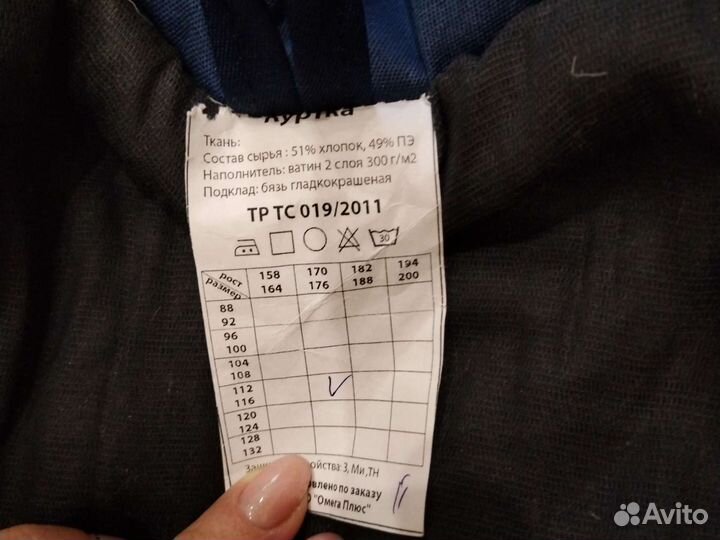 Куртка
Ткань:
Состав сырья : 51% хлопок, 49% ПЭ
Наполнитель: ватин 2 слоя 300 г/м2
Подклад: бязь гладкокрашеная
ТР ТС 019/2011
30
рост 158 170 182 194
размер 164 176 188 200
88
92
96
100
104
108
112
116
120
124
128
132
З, Ми, ТН
по заказу
"Омега Плюс"
Avito